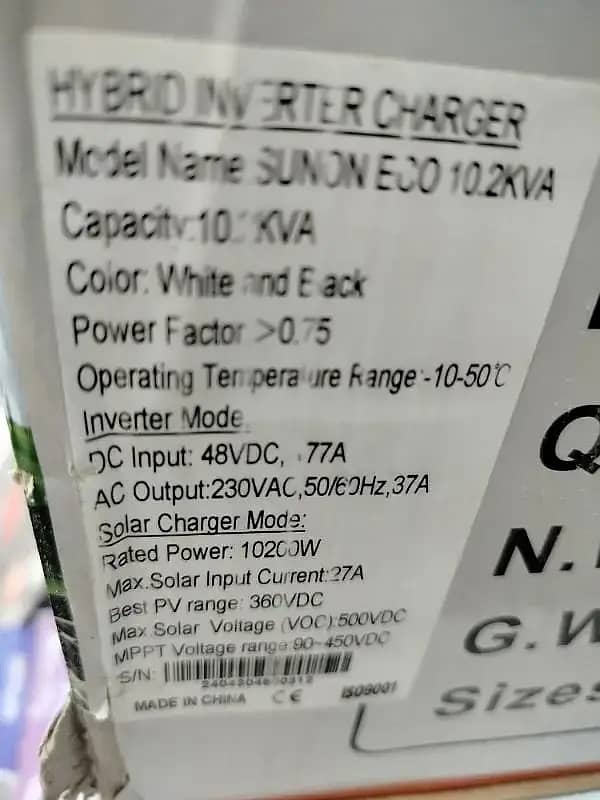 HYBRID INVERTER CHARGER
Model Name: SUNON ECO 10.2KVA
Capacity: 10.2KVA
Color: White and Black
Power Factor >0.75
Operating Temperature Range:-10-50℃
Inverter Mode
DC Input: 48VDC, 177A
AC Output:230VAC,50/60Hz,37A
Solar Charger Mode:
Rated Power: 10200W
Max.Solar Input Current:27A
Best PV range: 360VDC
Max.Solar Voltage (VOC):500VDC
MPPT Voltage range:90~450VDC
S/N:
MADE IN CHINA CE ISO9001
Q
N.
G.W
Sizes